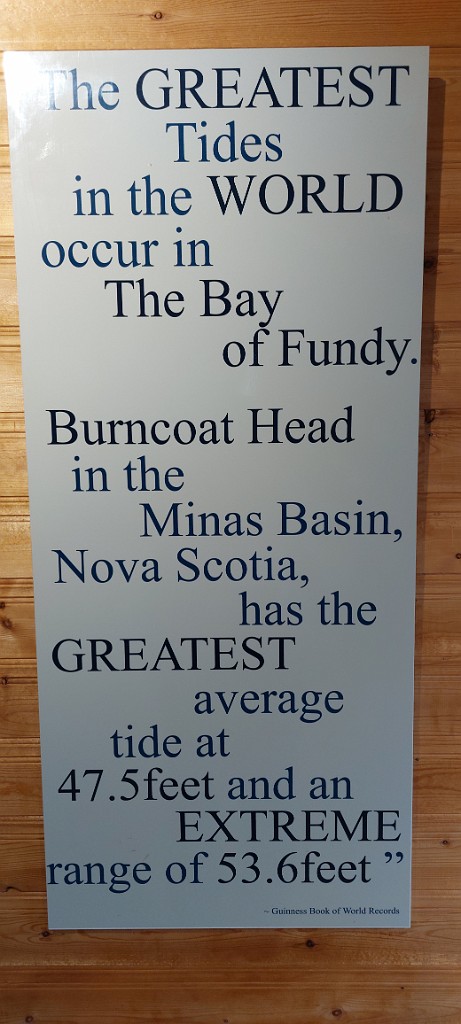 The GREATEST
Tides
in the WORLD
occur in
The Bay
of Fundy.
Burncoat Head
in the
Minas Basin,
Nova Scotia,
has the
GREATEST
average
tide at
47.5feet and an
EXTREME
range of 53.6feet ”
~ Guinness Book of World Records